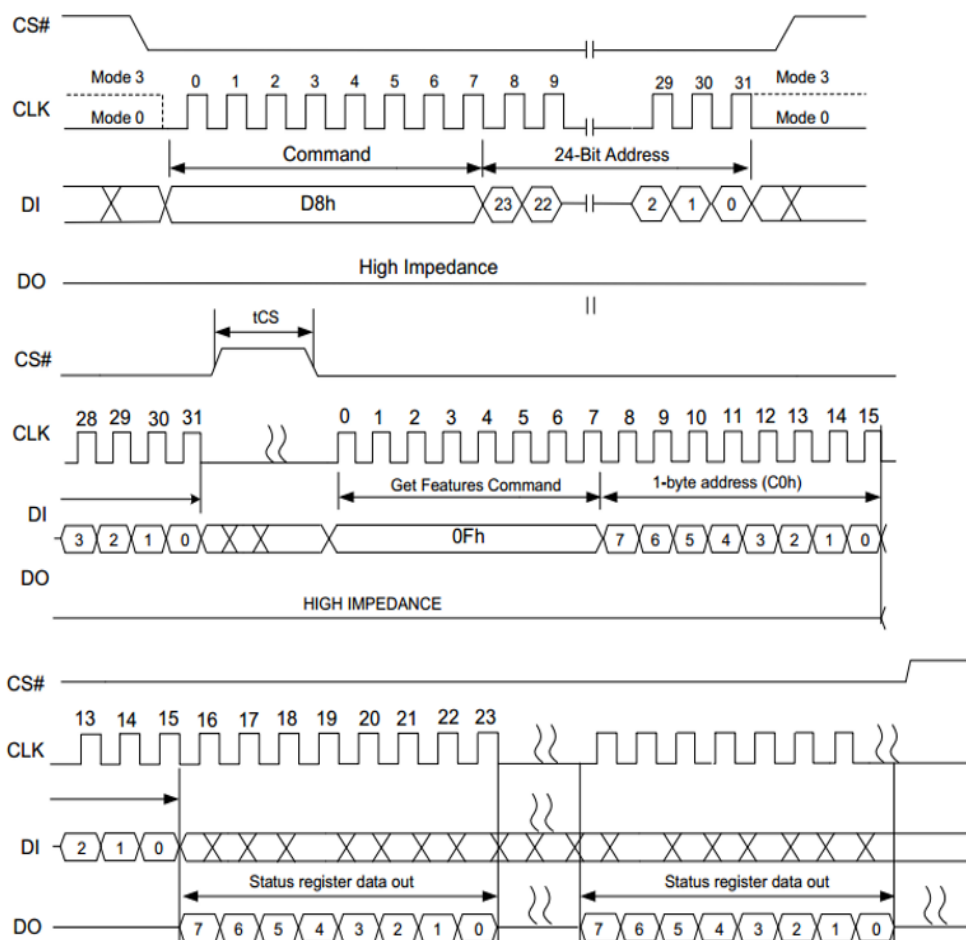 CS#
Mode 3 0 1 2 3 4 5 6 7 8 9 29 30 31 Mode 3
CLK
Mode 0 Mode 0
Command 24-Bit Address
DI D8h 23 22 2 1 0
High Impedance
DO
tCS
CS#
28 29 30 31 0 1 2 3 4 5 6 7 8 9 10 11 12 13 14 15
CLK
Get Features Command 1-byte address (C0h)
DI
3 2 1 0 0Fh 7 6 5 4 3 2 1 0
DO
HIGH IMPEDANCE
CS#
13 14 15 16 17 18 19 20 21 22 23
CLK
DI 2 1 0
Status register data out Status register data out
DO 7 6 5 4 3 2 1 0 7 6 5 4 3 2 1 0